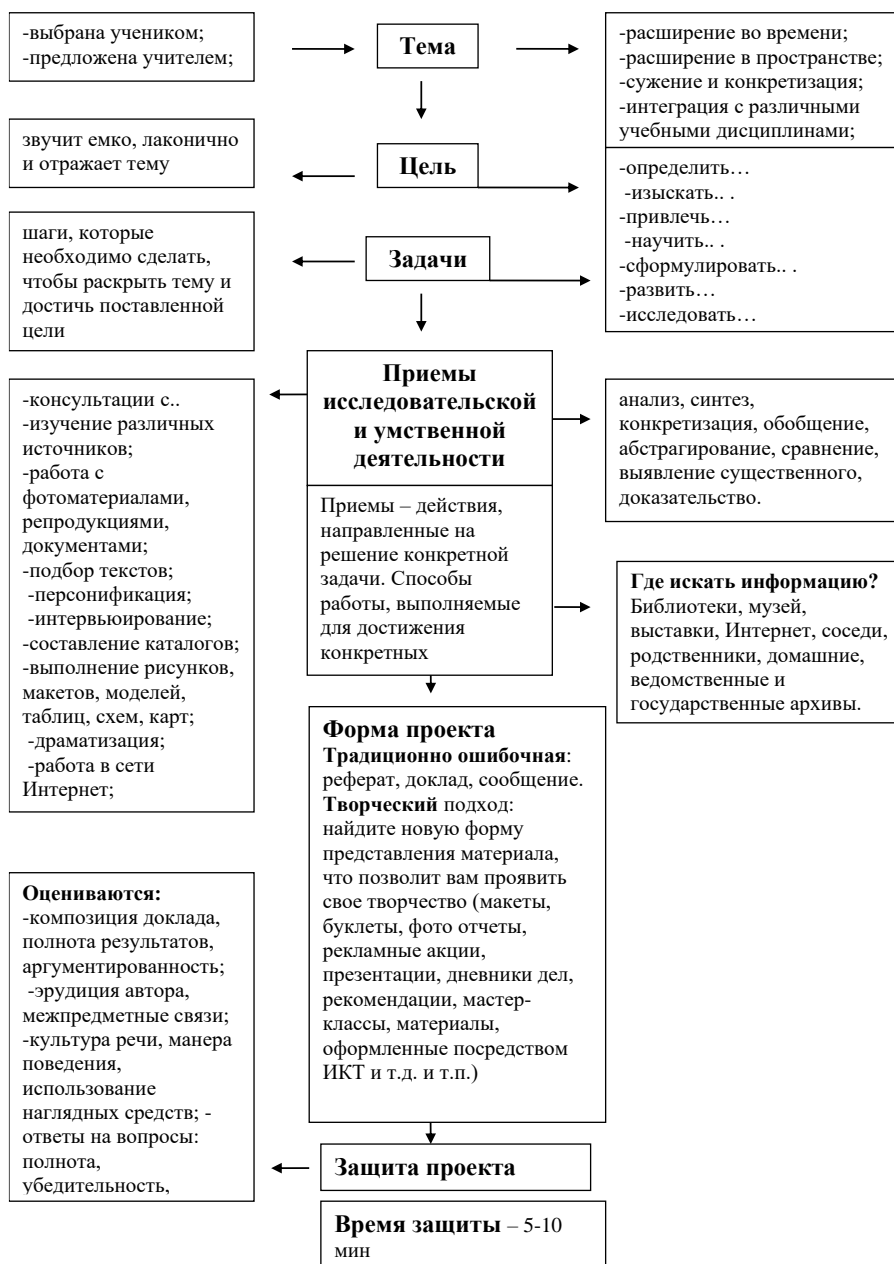 -выбрана учеником;
-предложена учителем;
Тема
-расширение во времени;
-расширение в пространстве;
-сужение и конкретизация;
-интеграция с различными
учебными дисциплинами;
звучит емко, лаконично
и отражает тему
Цель
-определить…
-изыскать.. .
-привлечь…
-научить.. .
-сформулировать.. .
-развить…
-исследовать…
шаги, которые
необходимо сделать,
чтобы раскрыть тему и
достичь поставленной
цели
Задачи
Приемы
исследовательской
и умственной
деятельности
Приемы – действия,
направленные на
решение конкретной
задачи. Способы
работы, выполняемые
для достижения
конкретных
-консультации с..
-изучение различных
источников;
-работа с
фотоматериалами,
репродукциями,
документами;
-подбор текстов;
-персонификация;
-интервьюирование;
-составление каталогов;
-выполнение рисунков,
макетов, моделей,
таблиц, схем, карт;
-драматизация;
-работа в сети
Интернет;
анализ, синтез,
конкретизация, обобщение,
абстрагирование, сравнение,
выявление существенного,
доказательство.
Где искать информацию?
Библиотеки, музей,
выставки, Интернет, соседи,
родственники, домашние,
ведомственные и
государственные архивы.
Форма проекта
Традиционно ошибочная:
реферат, доклад, сообщение.
Творческий подход:
найдите новую форму
представления материала,
что позволит вам проявить
свое творчество (макеты,
буклеты, фото отчеты,
рекламные акции,
презентации, дневники дел,
рекомендации, мастер-
классы, материалы,
оформленные посредством
ИКТ и т.д. и т.п.)
Оцениваются:
-композиция доклада,
полнота результатов,
аргументированность;
-эрудиция автора,
межпредметные связи;
-культура речи, манера
поведения,
использование
наглядных средств; -
ответы на вопросы:
полнота,
убедительность,
Защита проекта
Время защиты – 5-10
мин